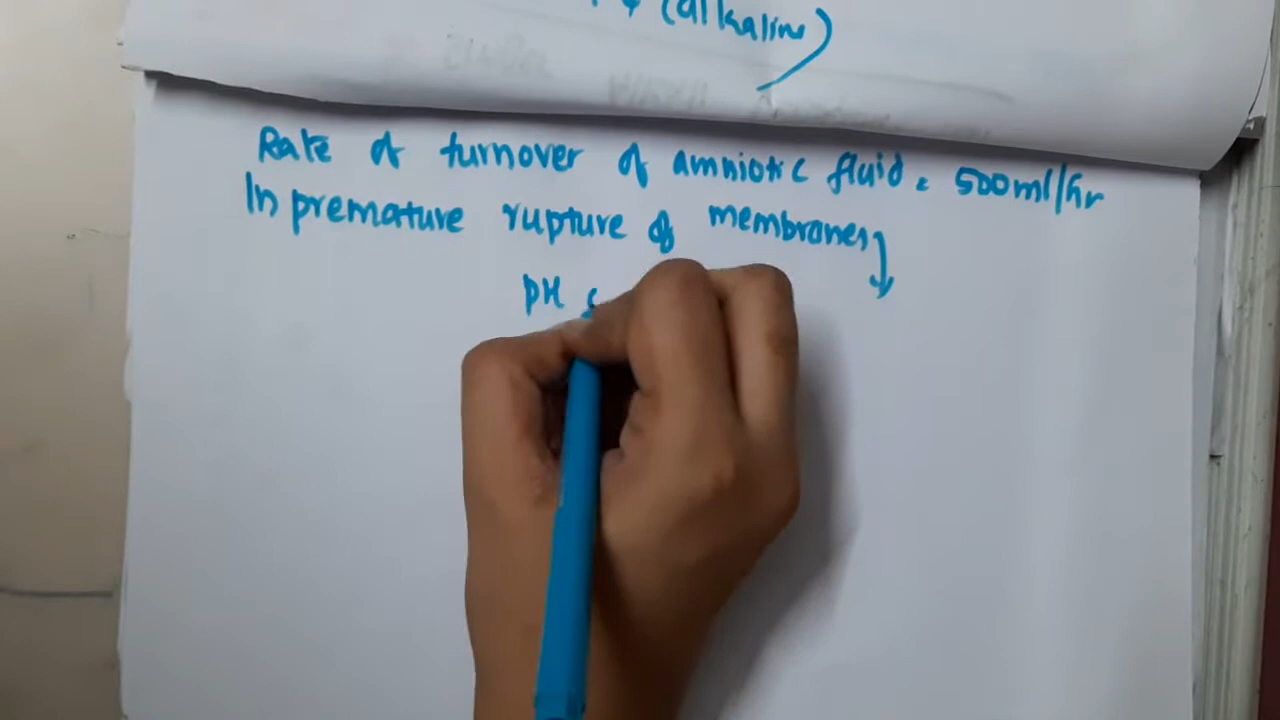 (alkaline)
Rate of turnover of amniotic fluid = 500ml/hr
In premature rupture of membranes
pH